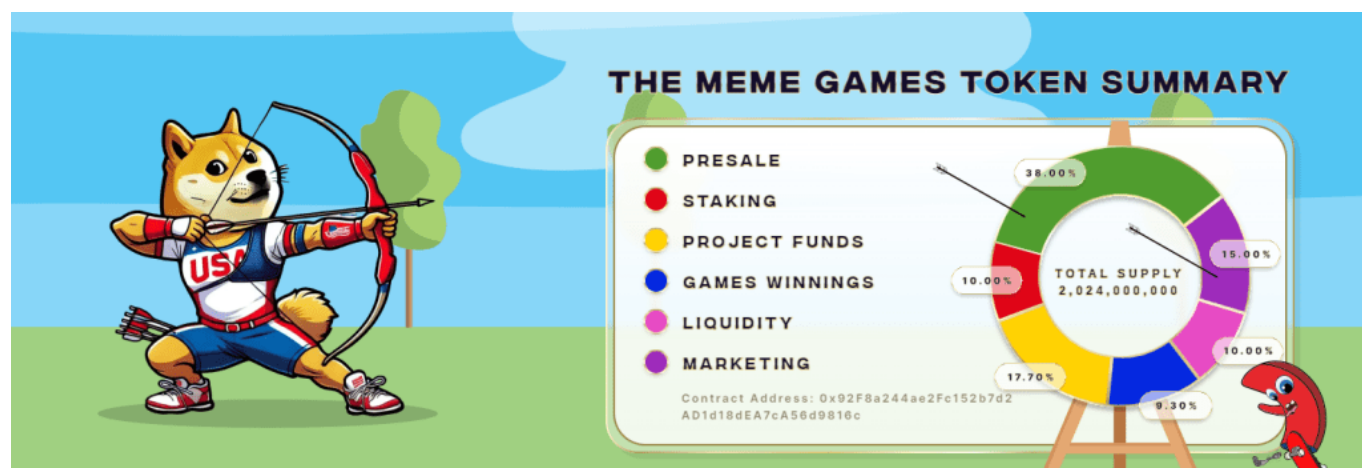 THE MEME GAMES TOKEN SUMMARY
PRESALE
STAKING
PROJECT FUNDS
GAMES WINNINGS
LIQUIDITY
MARKETING
Contract Address: 0x92F8a244ae2Fc152b7d2
AD1d18dEA7cA56d9816c
38.00%
15.00%
10.00%
TOTAL SUPPLY
2,024,000,000
10.00%
17.70%
9.30%
USA